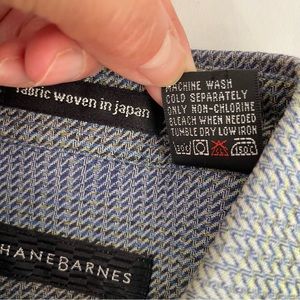 fabric woven in japan
MACHINE WASH
COLD SEPARATELY
ONLY NON-CHLORINE
BLEACH WHEN NEEDED
TUMBLE DRY LOW IRON
HANEBARNES